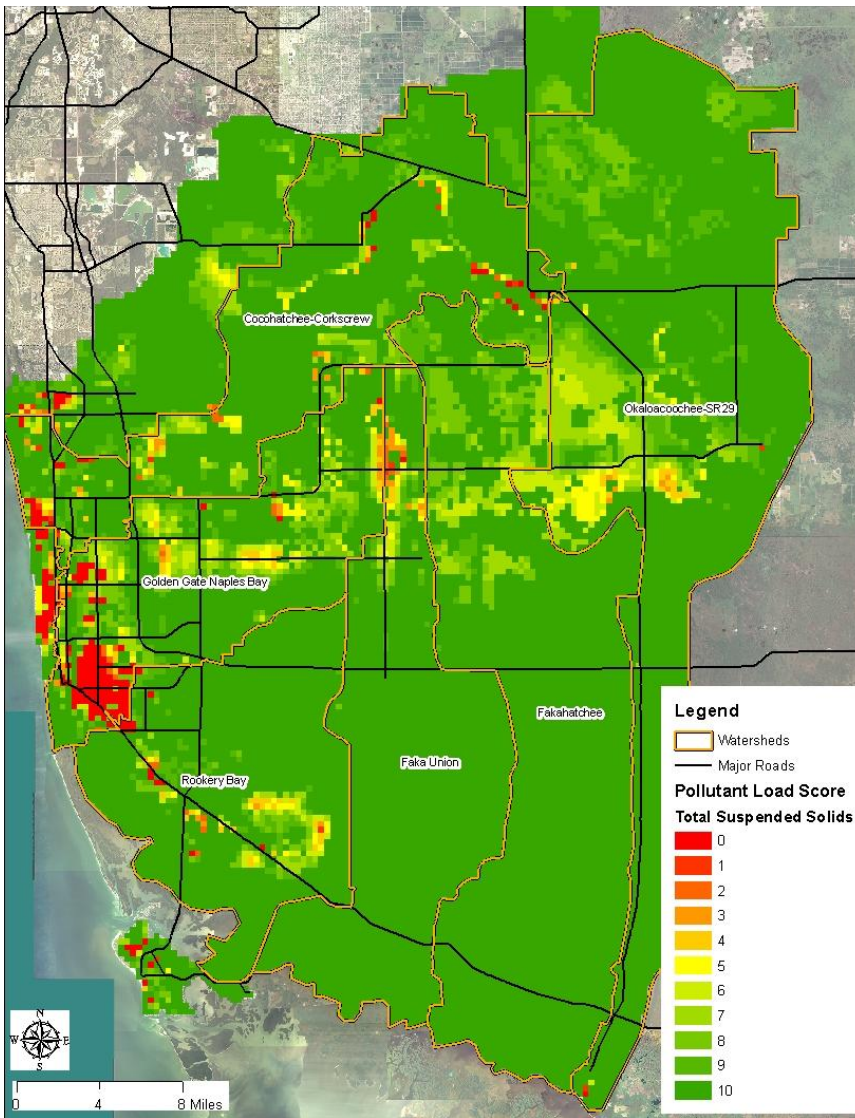 Cocohatchee-Corkscrew
Okaloacoochee-SR29
Golden Gate Naples Bay
Fakahatchee
Faka Union
Rookery Bay
Legend
Watersheds
Major Roads
Pollutant Load Score
Total Suspended Solids
0
1
2
3
4
5
6
7
8
9
10
N
W E
S
0 4 8 Miles